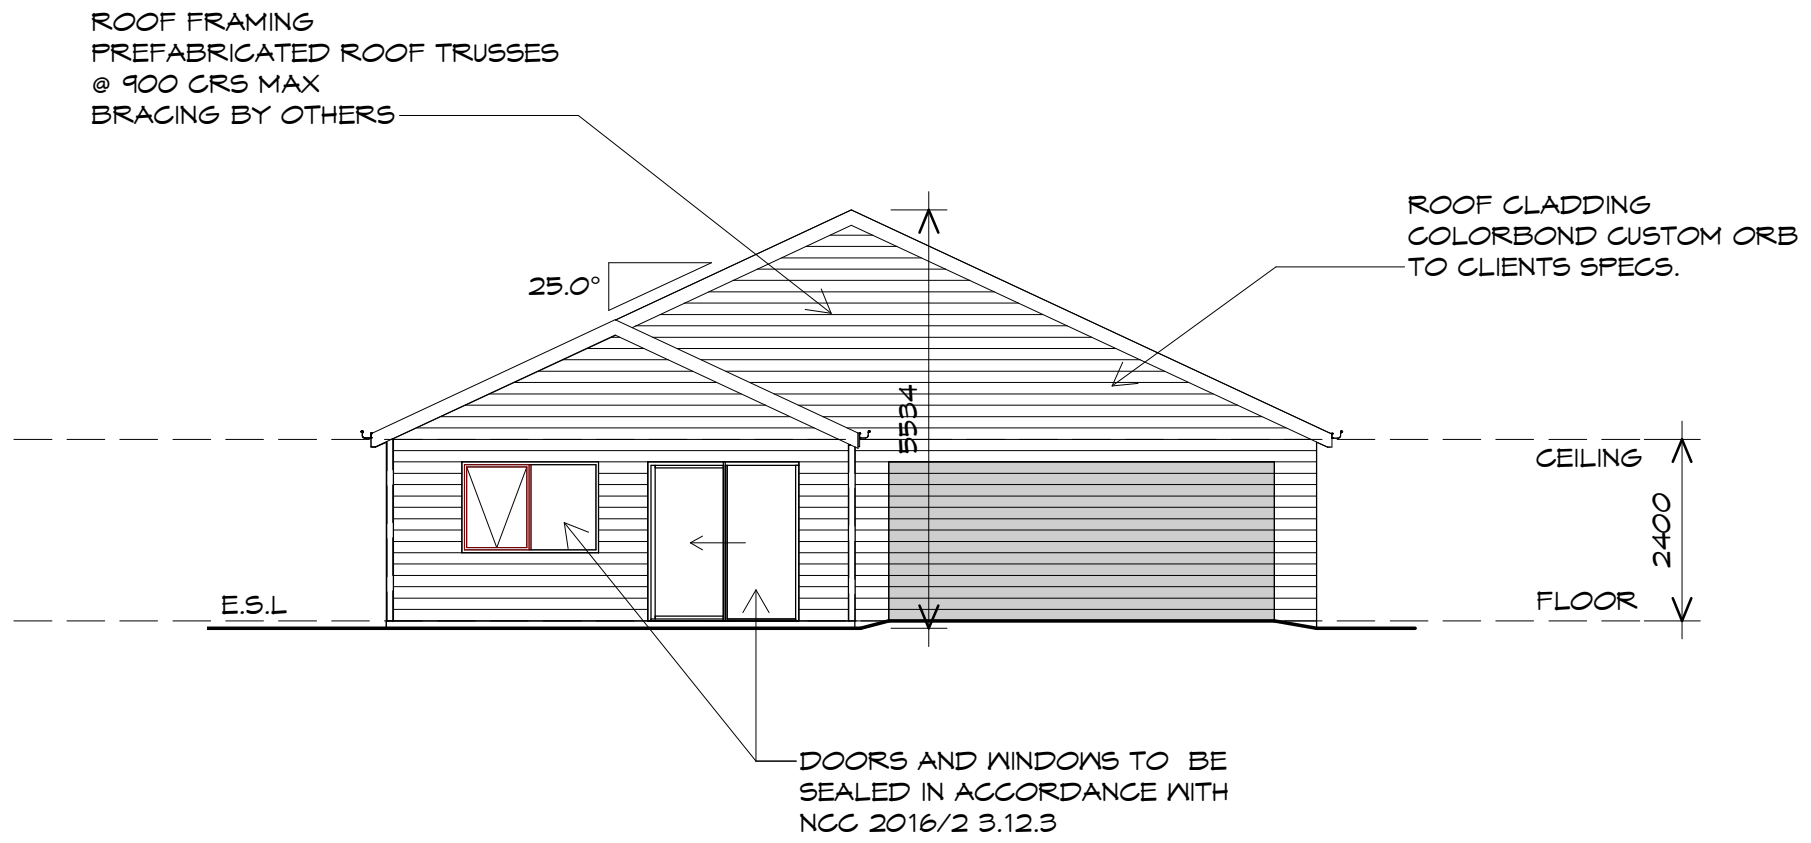 ROOF FRAMING
PREFABRICATED ROOF TRUSSES
@ 900 CRS MAX
BRACING BY OTHERS
ROOF CLADDING
COLORBOND CUSTOM ORB
TO CLIENTS SPECS.
25.0°
5534
CEILING
2400
FLOOR
E.S.L
DOORS AND WINDOWS TO BE
SEALED IN ACCORDANCE WITH
NCC 2016/2 3.12.3